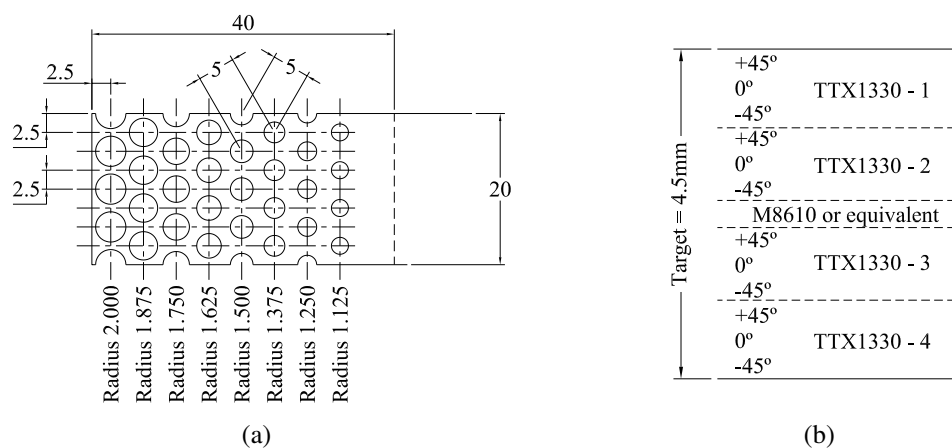 40
2.5
5
5
2.5
2.5
20
Radius 2.000
Radius 1.875
Radius 1.750
Radius 1.625
Radius 1.500
Radius 1.375
Radius 1.250
Radius 1.125
(a)
Target = 4.5mm
+45º
0º TTX1330 - 1
-45º
+45º
0º TTX1330 - 2
-45º
M8610 or equivalent
+45º
0º TTX1330 - 3
-45º
+45º
0º TTX1330 - 4
-45º
(b)